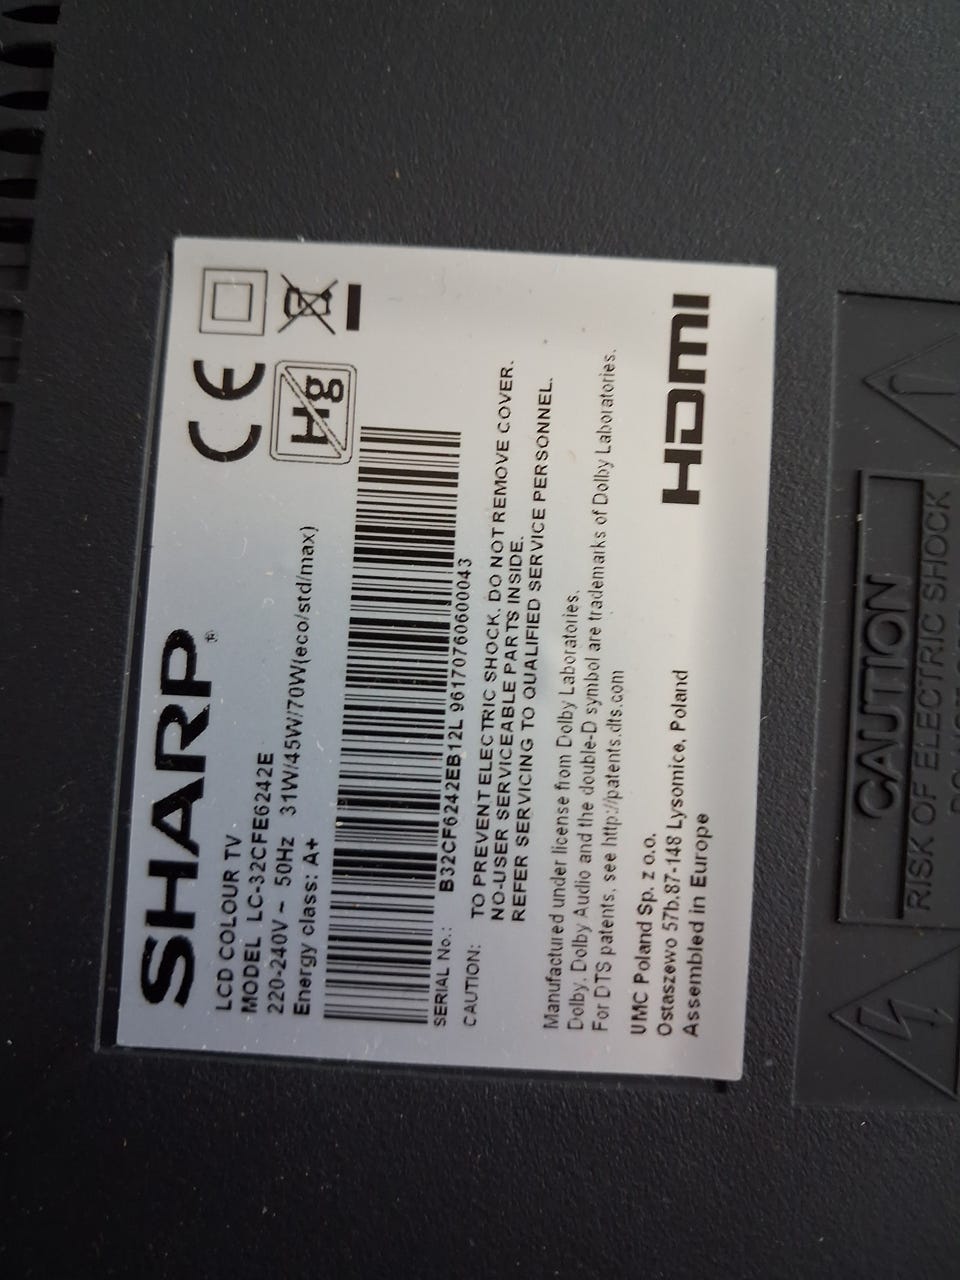 SHARP®
LCD COLOUR TV
MODEL LC-32CFE6242E
220-240V ~ 50Hz 31W/45W/70W(eco/std/max)
Energy class: A+
CE
Hg
SERIAL No.: B32CF6242EB12L 9617076060​0043
CAUTION: TO PREVENT ELECTRIC SHOCK, DO NOT REMOVE COVER.
NO-USER SERVICEABLE PARTS INSIDE.
REFER SERVICING TO QUALIFIED SERVICE PERSONNEL.
Manufactured under license from Dolby Laboratories.
Dolby, Dolby Audio and the double-D symbol are trademarks of Dolby Laboratories.
For DTS patents, see http://patents.dts.com
UMC Poland Sp. z o.o.
Ostaszewo 57b,87-148 Lysomice, Poland
Assembled in Europe
HDMI
CAUTION
RISK OF ELECTRIC SHOCK